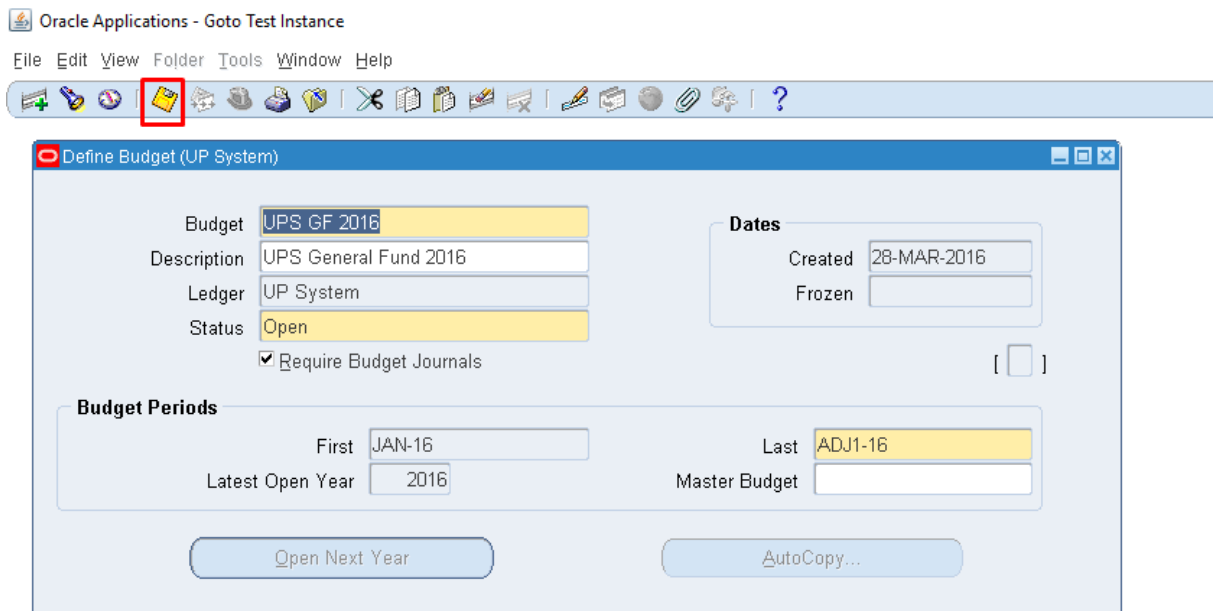 Oracle Applications - Goto Test Instance
File Edit View Folder Tools Window Help
?
Define Budget (UP System)
Budget UPS GF 2016
Description UPS General Fund 2016
Ledger UP System
Status Open
Require Budget Journals
Dates
Created 28-MAR-2016
Frozen
[ ]
Budget Periods
First JAN-16 Last ADJ1-16
Latest Open Year 2016 Master Budget
Open Next Year AutoCopy...